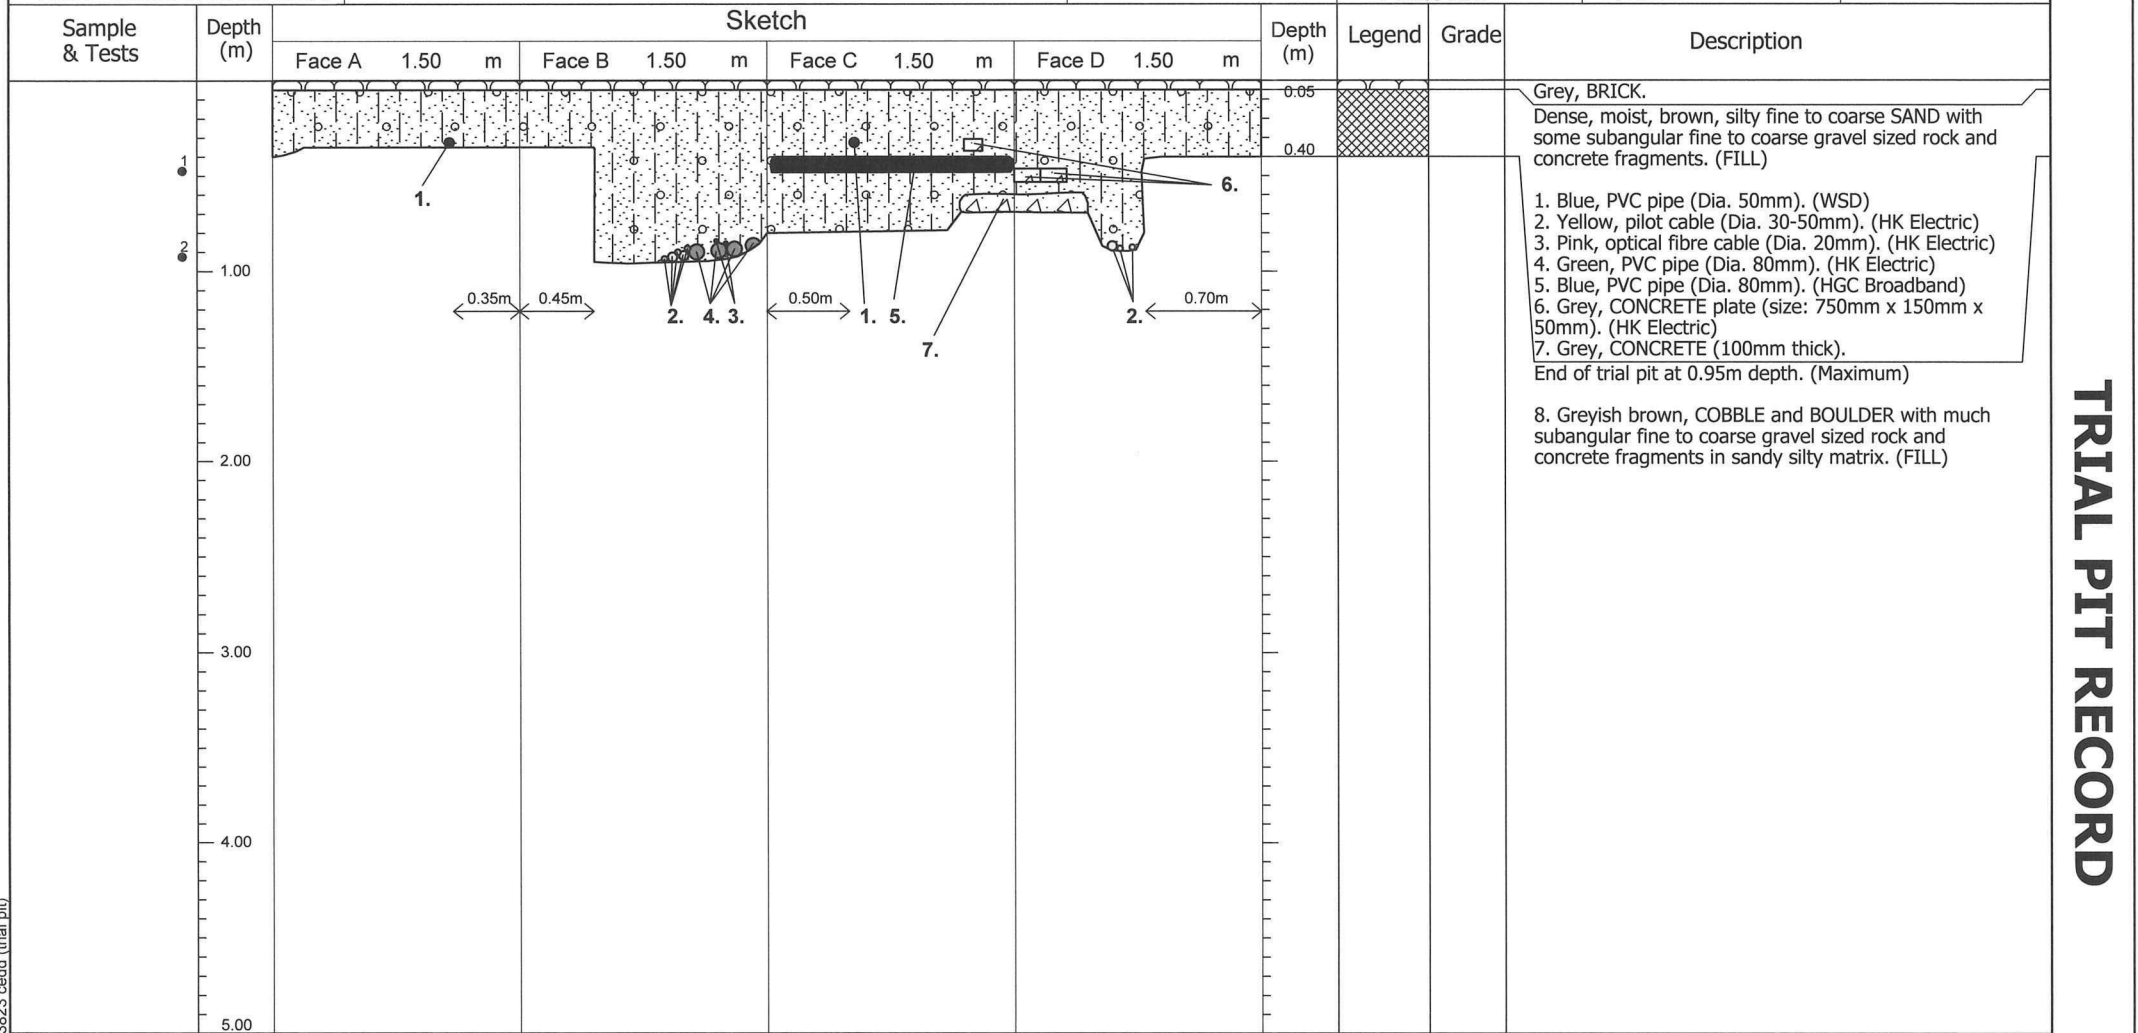 Sample
& Tests
Depth
(m)
Sketch
Face A 1.50 m
Face B 1.50 m
Face C 1.50 m
Face D 1.50 m
Depth
(m)
Legend
Grade
Description
0.05
0.40
1
2
1.00
2.00
3.00
4.00
5.00
1.
6.
0.35m
0.45m
2. 4. 3.
0.50m
1. 5.
7.
2.
0.70m
Grey, BRICK.
Dense, moist, brown, silty fine to coarse SAND with
some subangular fine to coarse gravel sized rock and
concrete fragments. (FILL)
1. Blue, PVC pipe (Dia. 50mm). (WSD)
2. Yellow, pilot cable (Dia. 30-50mm). (HK Electric)
3. Pink, optical fibre cable (Dia. 20mm). (HK Electric)
4. Green, PVC pipe (Dia. 80mm). (HK Electric)
5. Blue, PVC pipe (Dia. 80mm). (HGC Broadband)
6. Grey, CONCRETE plate (size: 750mm x 150mm x
50mm). (HK Electric)
7. Grey, CONCRETE (100mm thick).
End of trial pit at 0.95m depth. (Maximum)
8. Greyish brown, COBBLE and BOULDER with much
subangular fine to coarse gravel sized rock and
concrete fragments in sandy silty matrix. (FILL)
TRIAL PIT RECORD
cedd (trial pit)